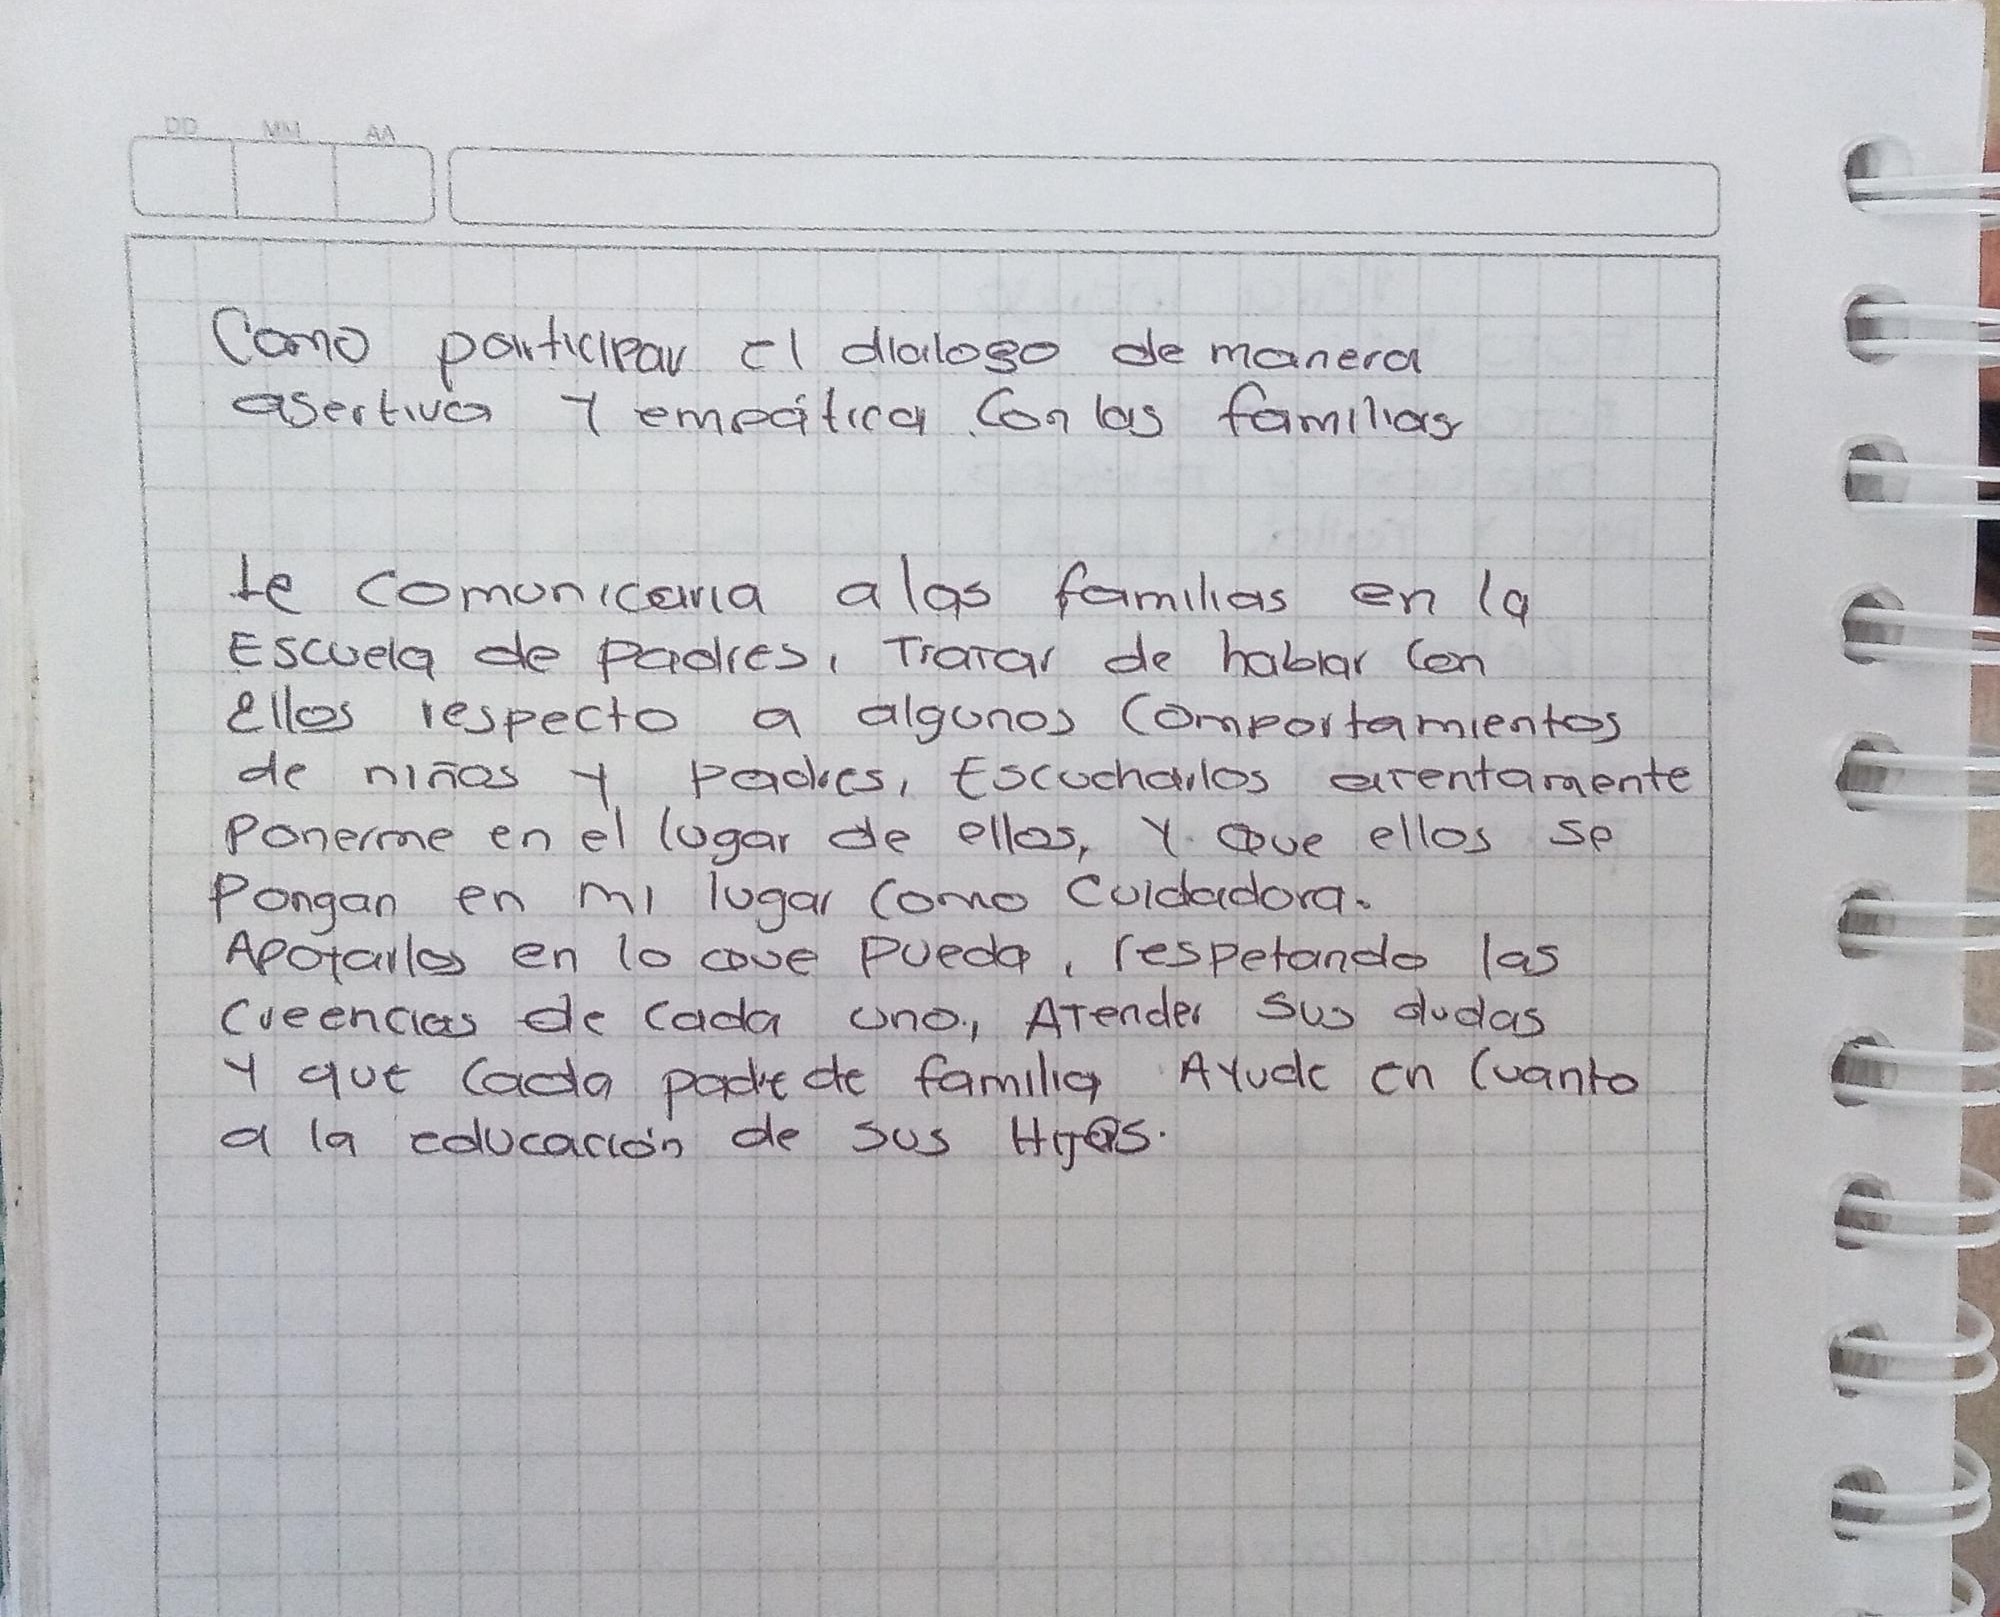 DD MM AA
Como participar el dialogo de manera
asertiva y empática con las familias
Le comunicaria a las familias en la
Escuela de padres, Tratar de hablar con
Ellos respecto a algunos comportamientos
de niños y padres, Escucharlos atentamente
Ponerme en el lugar de ellos, y que ellos se
Pongan en mi lugar como cuidadora.
Apoyarlos en lo que pueda, respetando las
Creencias de cada uno, Atender sus dudas
y que cada padre de familia Ayude en cuanto
a la educación de sus Hijos.